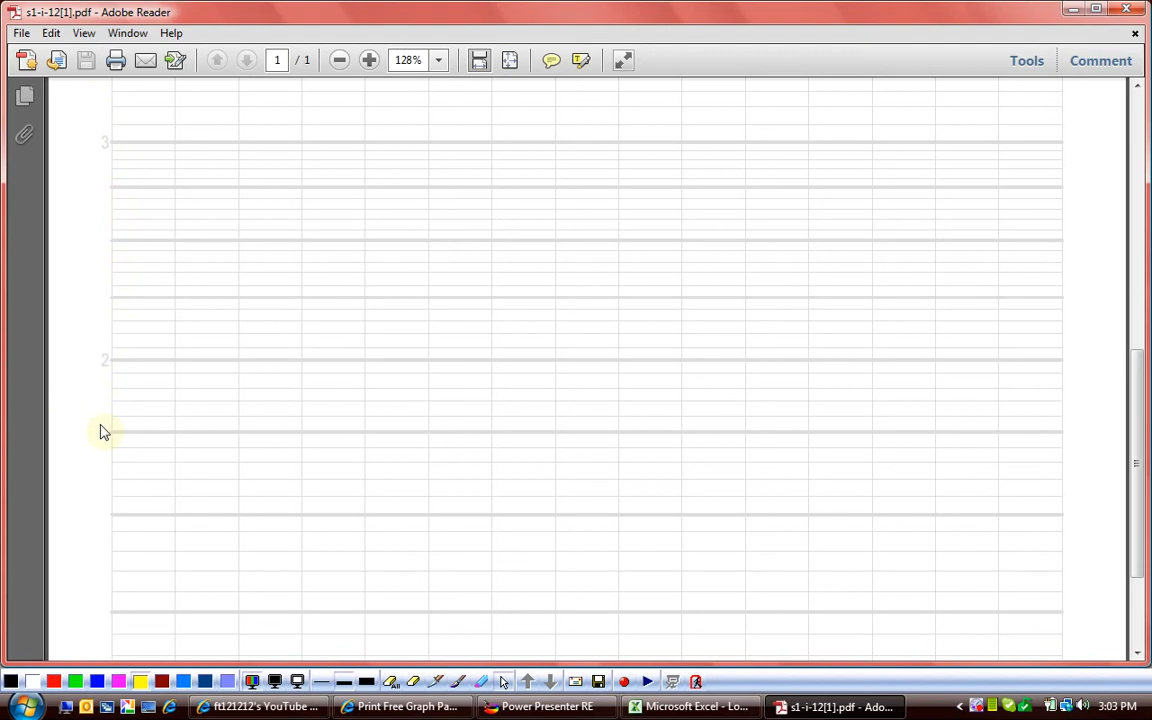 s1-i-12[1].pdf - Adobe Reader
File Edit View Window Help
1 / 1 128% Tools Comment
3
2
ft121212's YouTube ... Print Free Graph Pa... Power Presenter RE Microsoft Excel - Lo... s1-i-12[1].pdf - Ado... 3:03 PM